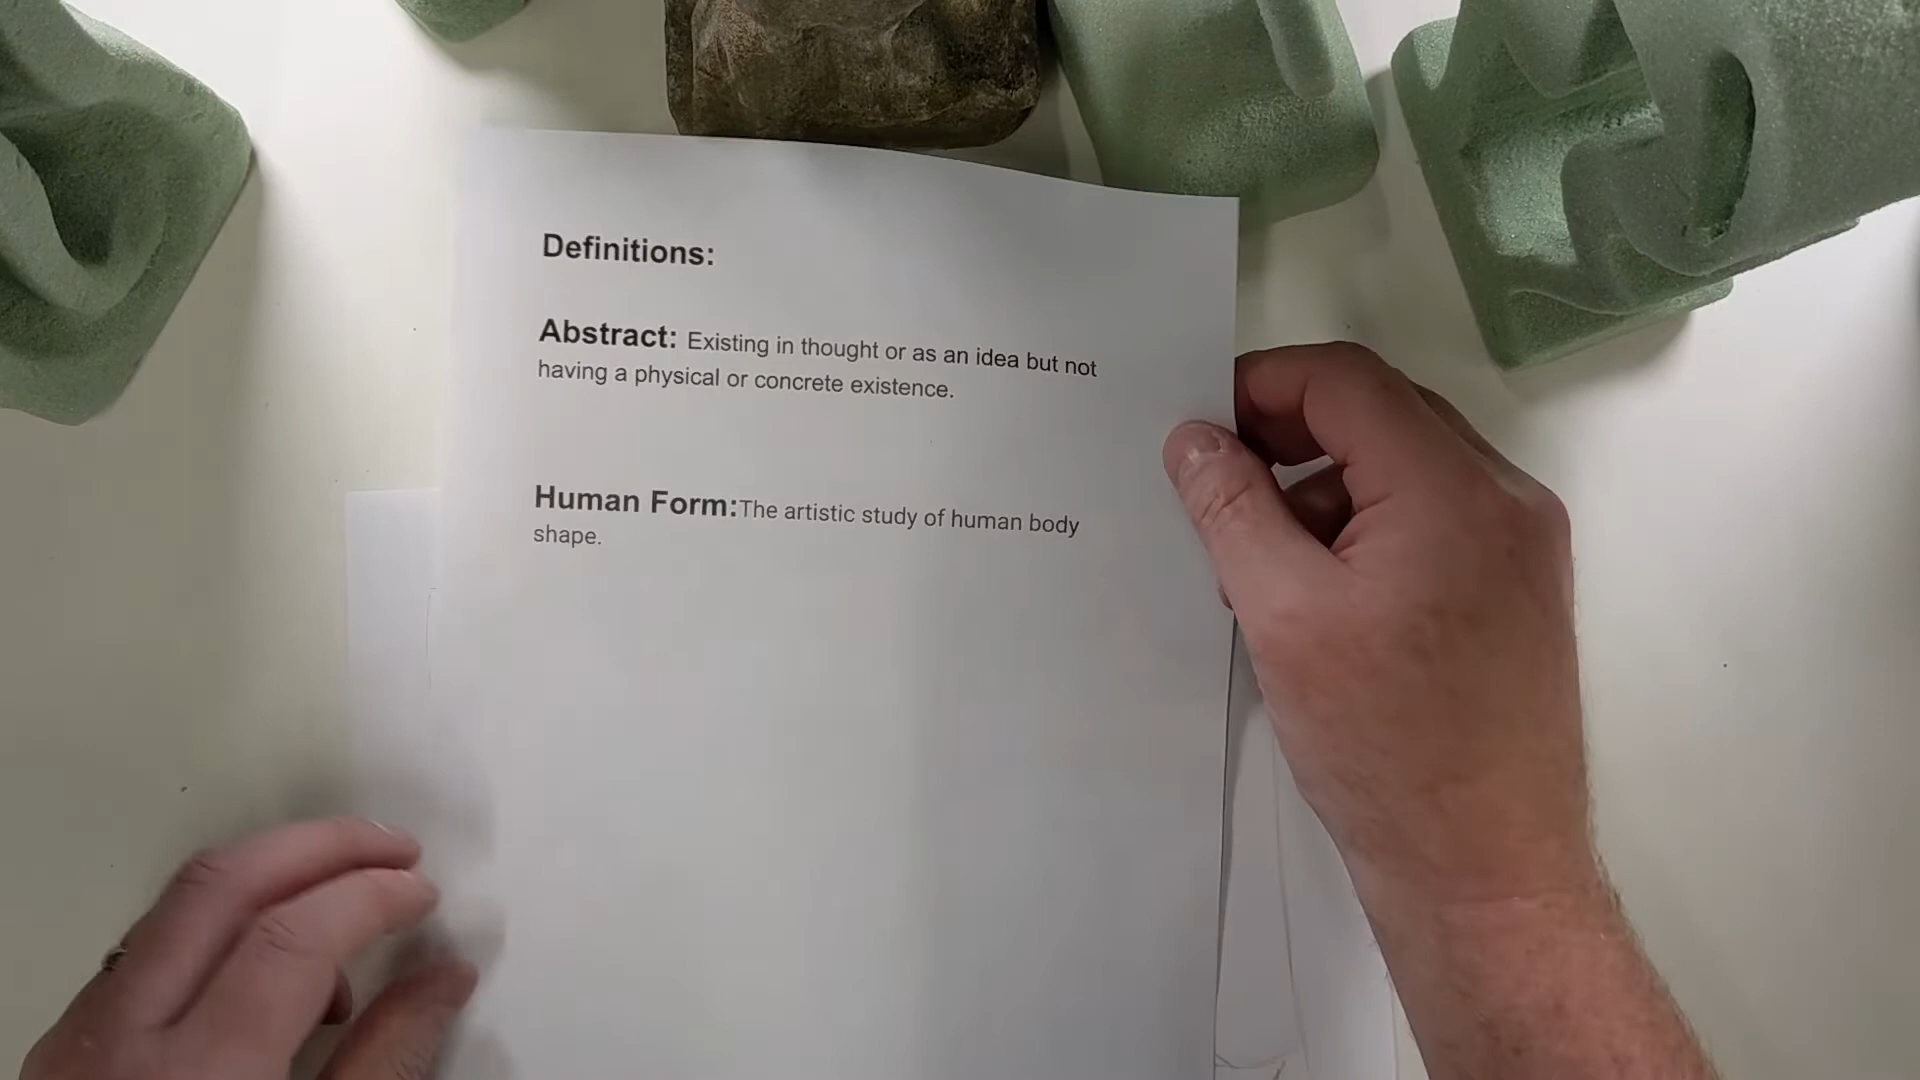 Definitions:
Abstract: Existing in thought or as an idea but not
having a physical or concrete existence.
Human Form:The artistic study of human body
shape.